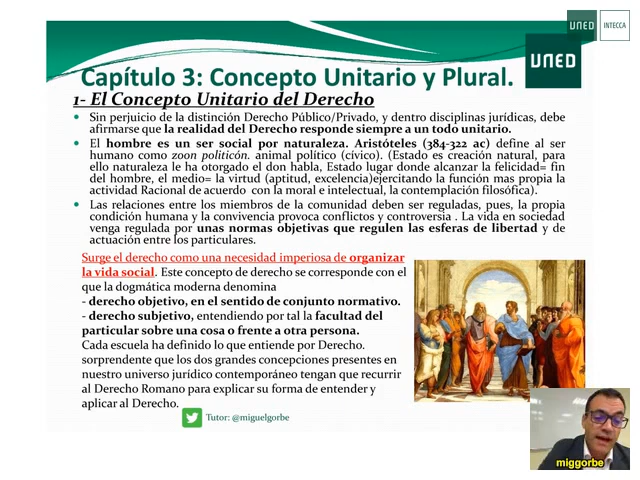 UNED
INTECCA
UNED
Capítulo 3: Concepto Unitario y Plural.
1- El Concepto Unitario del Derecho
Sin perjuicio de la distinción Derecho Público/Privado, y dentro disciplinas jurídicas, debe
afirmarse que la realidad del Derecho responde siempre a un todo unitario.
El hombre es un ser social por naturaleza. Aristóteles (384-322 ac) define al ser
humano como zoon politicón. animal político (cívico). (Estado es creación natural, para
ello naturaleza le ha otorgado el don habla, Estado lugar donde alcanzar la felicidad= fin
del hombre, el medio= la virtud (aptitud, excelencia)ejercitando la función mas propia la
actividad Racional de acuerdo con la moral e intelectual, la contemplación filosófica).
Las relaciones entre los miembros de la comunidad deben ser reguladas, pues, la propia
condición humana y la convivencia provoca conflictos y controversia . La vida en sociedad
venga regulada por unas normas objetivas que regulen las esferas de libertad y de
actuación entre los particulares.
Surge el derecho como una necesidad imperiosa de organizar
la vida social. Este concepto de derecho se corresponde con el
que la dogmática moderna denomina
- derecho objetivo, en el sentido de conjunto normativo.
- derecho subjetivo, entendiendo por tal la facultad del
particular sobre una cosa o frente a otra persona.
Cada escuela ha definido lo que entiende por Derecho.
sorprendente que los dos grandes concepciones presentes en
nuestro universo jurídico contemporáneo tengan que recurrir
al Derecho Romano para explicar su forma de entender y
aplicar al Derecho.
Tutor: @miguelgorbe
miggorbe